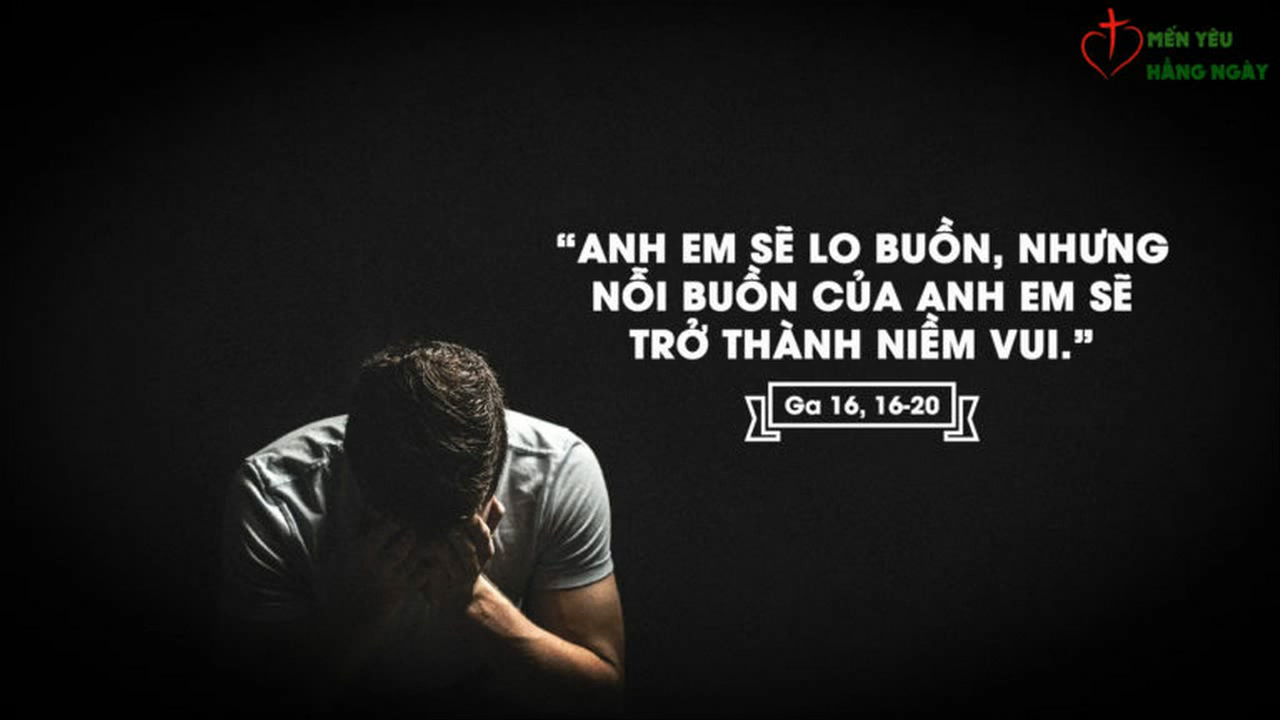 MẾN YÊU
HẰNG NGÀY
“ANH EM SẼ LO BUỒN, NHƯNG
NỖI BUỒN CỦA ANH EM SẼ
TRỞ THÀNH NIỀM VUI.”
Ga 16, 16-20